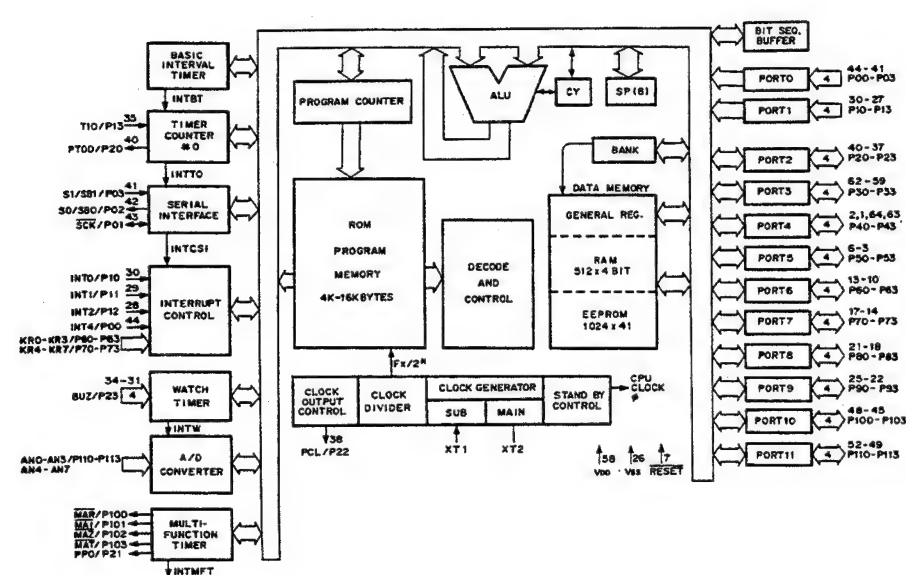 BASIC
INTERVAL
TIMER
INTBT
35
TIO/P13
40
PTOO/P20
TIMER
COUNTER
#0
INTTO
41
S1/SB1/P03
42
S0/SB0/P02
43
SCK/P01
SERIAL
INTERFACE
INTCSI
30
INT0/P10
29
INT1/P11
28
INT2/P12
44
INT4/P00
KR0-KR3/P60-P63
KR4-KR7/P70-P73
INTERRUPT
CONTROL
34-31
BUZ/P23
4
WATCH
TIMER
INTW
AN0-AN3/P110-P113
AN4-AN7
A/D
CONVERTER
MAR/P100
MAI/P101
MAZ/P102
MAT/P103
PPO/P21
MULTI-
FUNCTION
TIMER
INTMFT
PROGRAM COUNTER
ALU
CY
SP(8)
BANK
ROM
PROGRAM
MEMORY
4K-16KBYTES
DECODE
AND
CONTROL
DATA MEMORY
GENERAL REG.
RAM
512x4 BIT
EEPROM
1024x41
Fx/2ᴺ
CLOCK
OUTPUT
CONTROL
CLOCK
DIVIDER
CLOCK GENERATOR
SUB
MAIN
STAND BY
CONTROL
CPU
CLOCK
ϕ
38
PCL/P22
XT1
XT2
58
VDD
26
VSS
7
RESET
BIT SEQ.
BUFFER
PORT0
4
44-41
P00-P03
PORT1
4
30-27
P10-P13
PORT2
4
40-37
P20-P23
PORT3
4
62-59
P30-P33
PORT4
4
2,1,64,63
P40-P43
PORT5
4
6-3
P50-P53
PORT6
4
13-10
P60-P63
PORT7
4
17-14
P70-P73
PORT8
4
21-18
P80-P83
PORT9
4
25-22
P90-P93
PORT10
4
48-45
P100-P103
PORT11
4
52-49
P110-P113